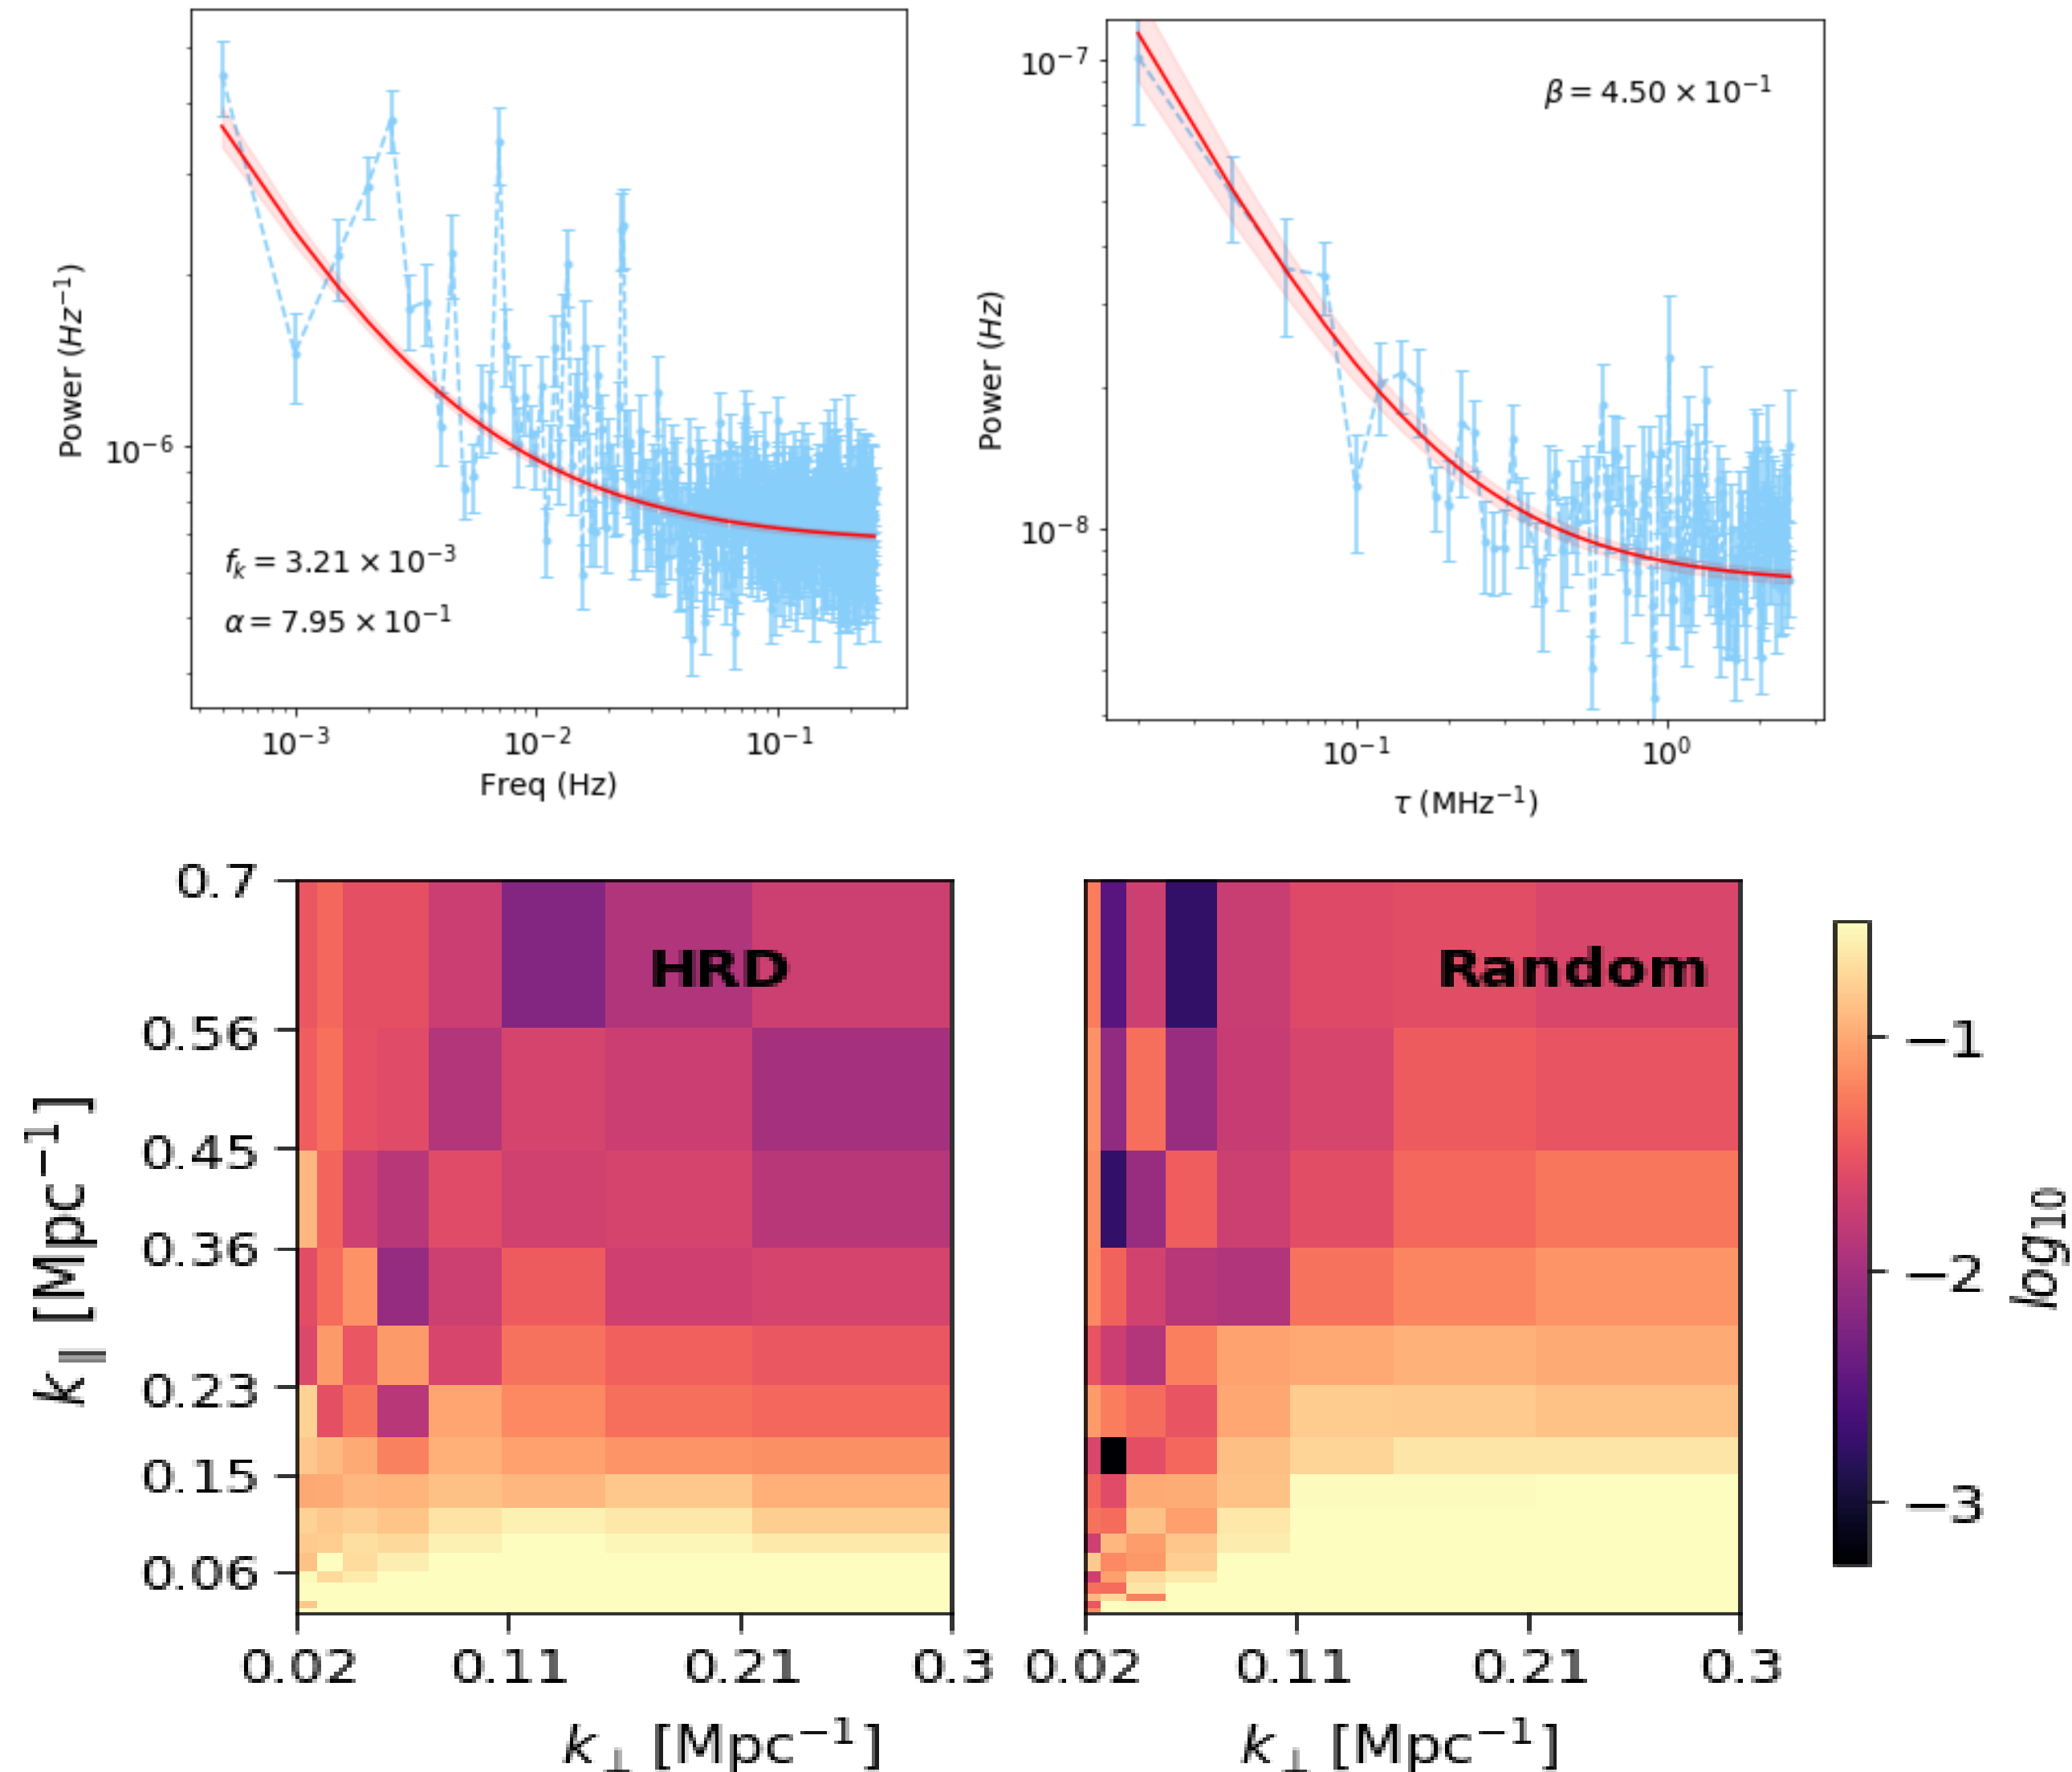 Power (Hz⁻¹)
10⁻⁶
f_k = 3.21 × 10⁻³
α = 7.95 × 10⁻¹
10⁻³ 10⁻² 10⁻¹
Freq (Hz)
Power (Hz)
10⁻⁷
10⁻⁸
β = 4.50 × 10⁻¹
10⁻¹ 10⁰
τ (MHz⁻¹)
k_∥ [Mpc⁻¹]
0.7
0.56
0.45
0.36
0.23
0.15
0.06
HRD
0.02 0.11 0.21 0.3
k_⊥ [Mpc⁻¹]
Random
0.02 0.11 0.21 0.3
k_⊥ [Mpc⁻¹]
−1
−2
−3
log₁₀